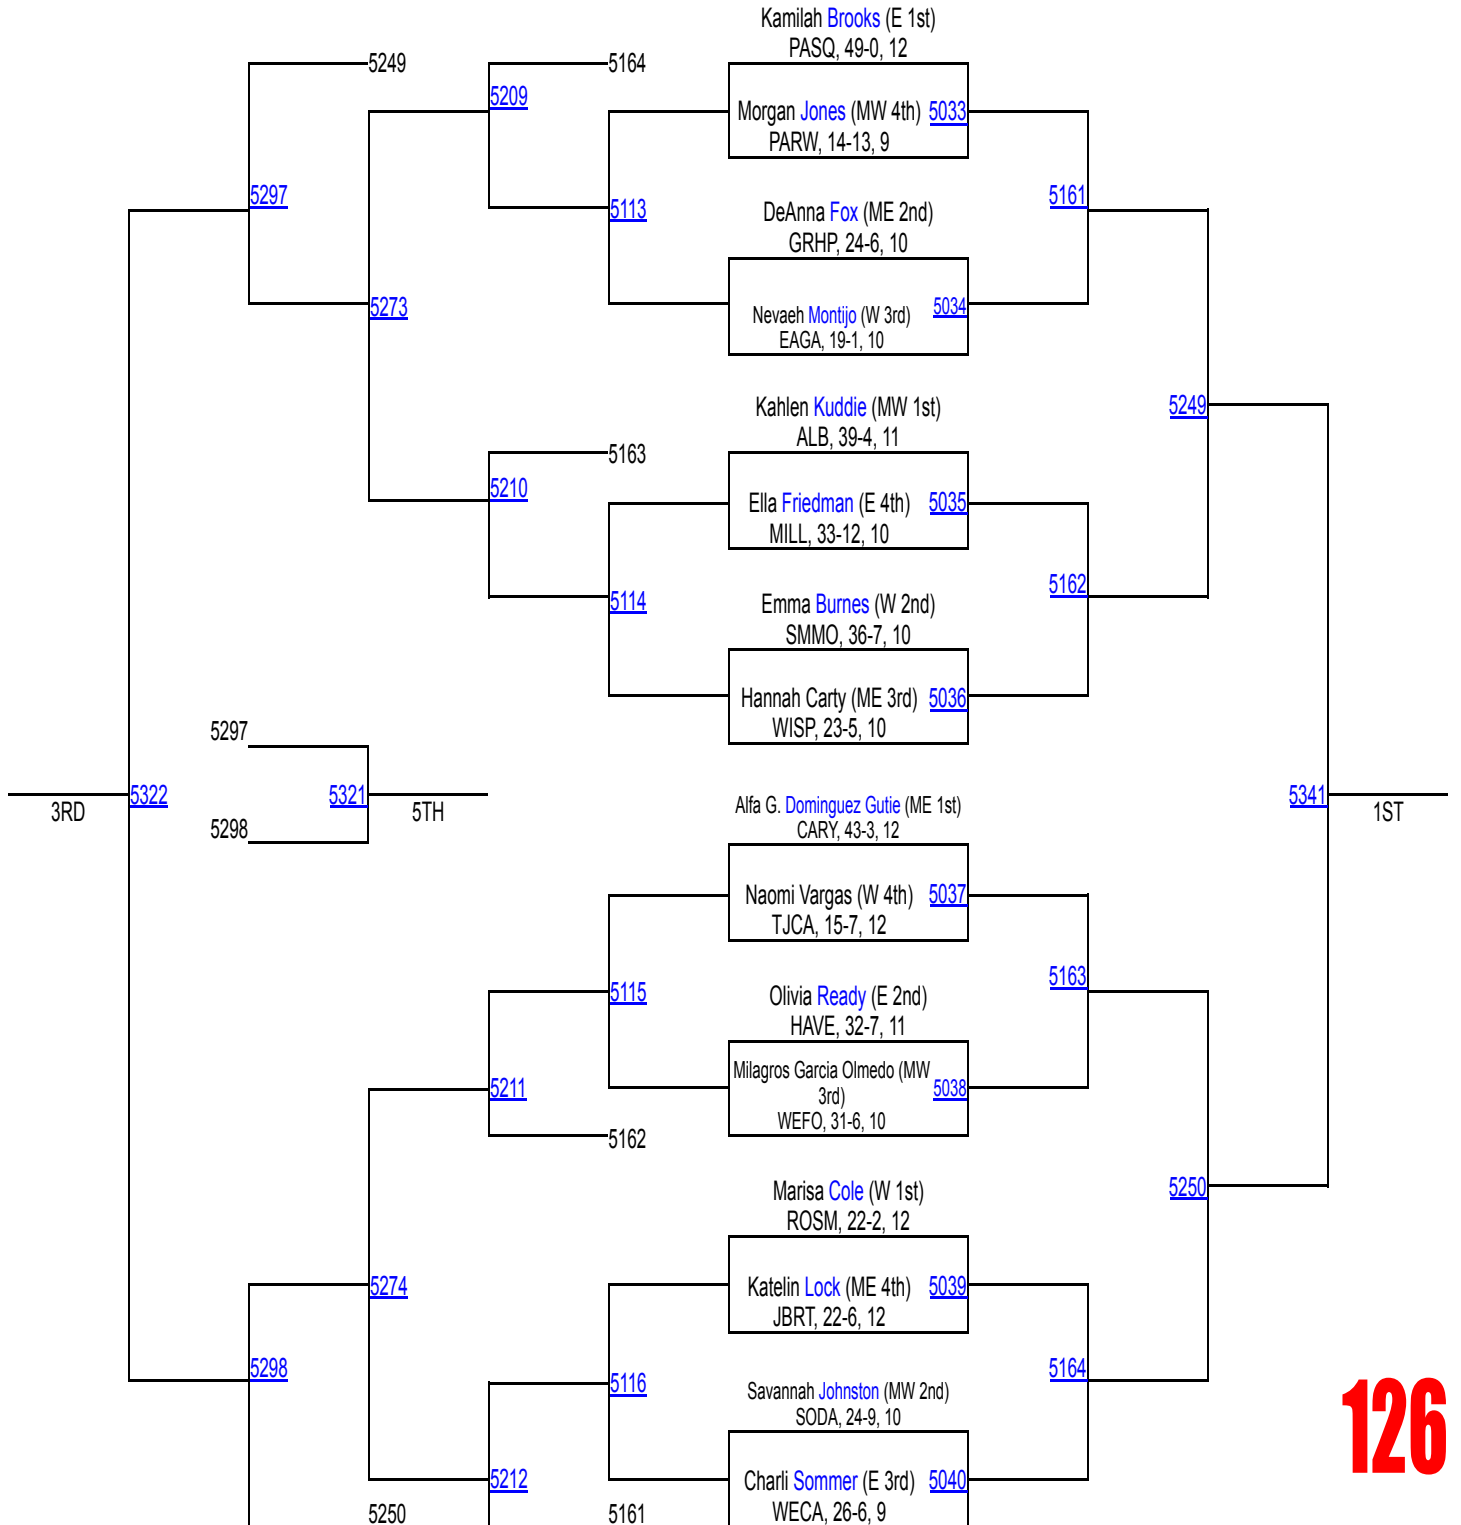 Kamilah Brooks (E 1st)
PASQ, 49-0, 12
5249
5164
5209
Morgan Jones (MW 4th) 5033
PARW, 14-13, 9
5297
5113
5161
DeAnna Fox (ME 2nd)
GRHP, 24-6, 10
5273
Nevaeh Montijo (W 3rd) 5034
EAGA, 19-1, 10
Kahlen Kuddie (MW 1st)
ALB, 39-4, 11
5249
5163
5210
Ella Friedman (E 4th) 5035
MILL, 33-12, 10
5162
5114
Emma Burnes (W 2nd)
SMMO, 36-7, 10
Hannah Carty (ME 3rd) 5036
WISP, 23-5, 10
5297
5322
3RD
5321
5TH
5298
5341
1ST
Alfa G. Dominguez Gutie (ME 1st)
CARY, 43-3, 12
Naomi Vargas (W 4th) 5037
TJCA, 15-7, 12
5163
5115
Olivia Ready (E 2nd)
HAVE, 32-7, 11
5211
Milagros Garcia Olmedo (MW
3rd) 5038
WEFO, 31-6, 10
5162
Marisa Cole (W 1st)
ROSM, 22-2, 12
5250
5274
Katelin Lock (ME 4th) 5039
JBRT, 22-6, 12
5298
5116
5164
Savannah Johnston (MW 2nd)
SODA, 24-9, 10
126
5212
Charli Sommer (E 3rd) 5040
WECA, 26-6, 9
5250
5161